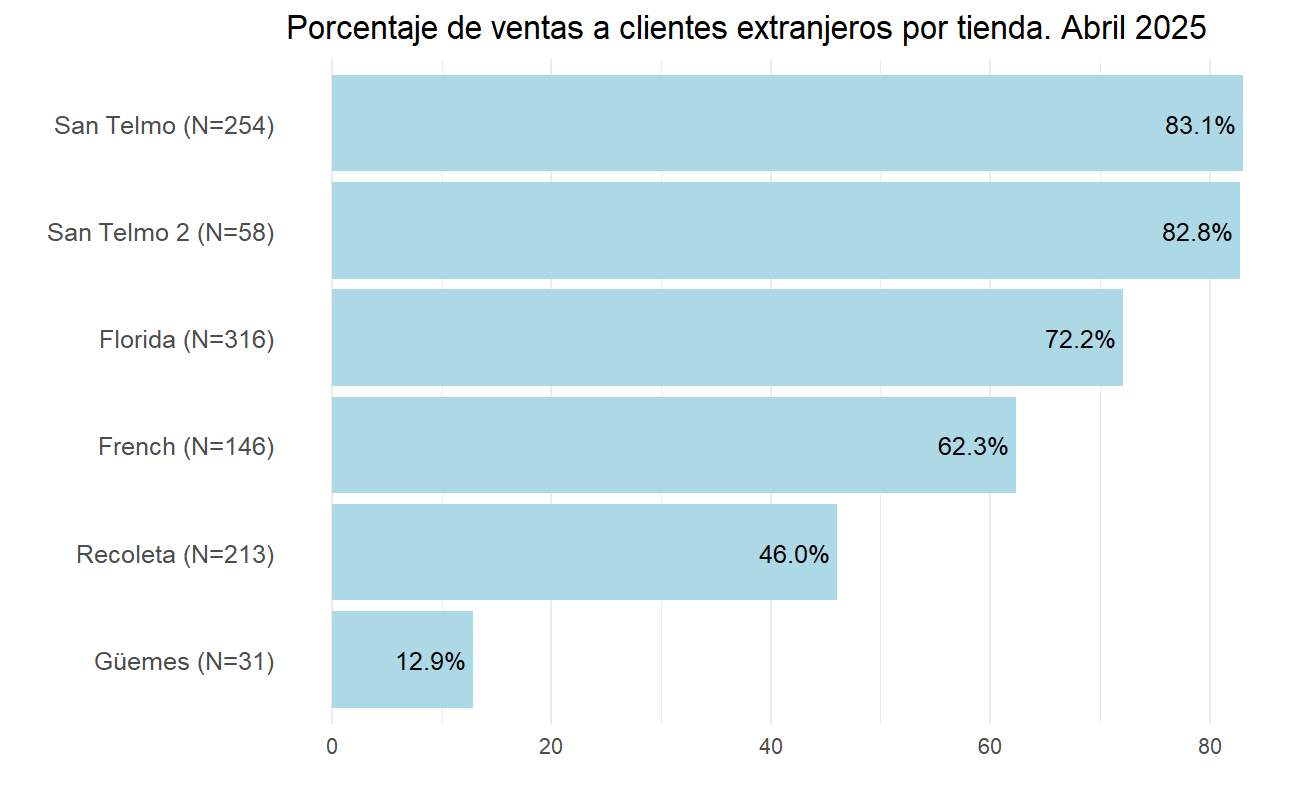 Porcentaje de ventas a clientes extranjeros por tienda. Abril 2025
San Telmo (N=254) 83.1%
San Telmo 2 (N=58) 82.8%
Florida (N=316) 72.2%
French (N=146) 62.3%
Recoleta (N=213) 46.0%
Güemes (N=31) 12.9%
0 20 40 60 80